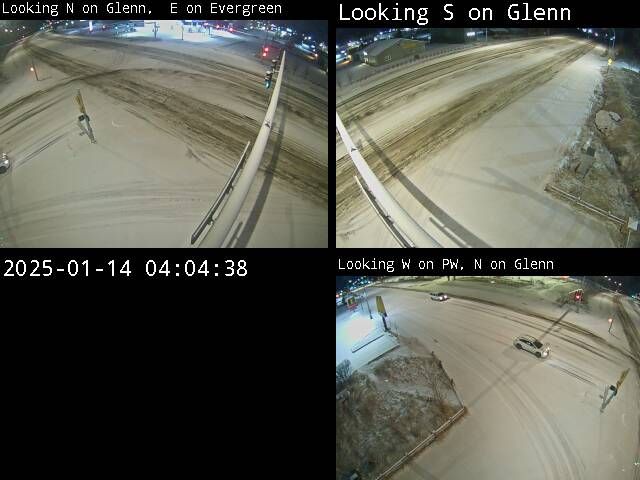 Looking N on Glenn,  E on Evergreen
Looking S on Glenn
2025-01-14 04:04:38
Looking W on PW, N on Glenn